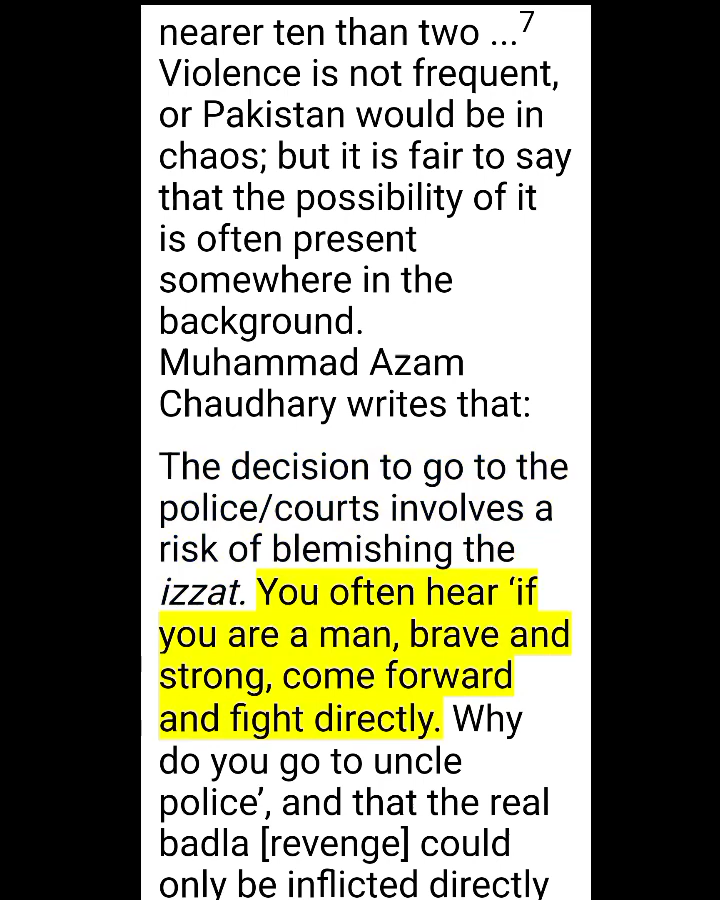 nearer ten than two ...7
Violence is not frequent,
or Pakistan would be in
chaos; but it is fair to say
that the possibility of it
is often present
somewhere in the
background.
Muhammad Azam
Chaudhary writes that:
The decision to go to the
police/courts involves a
risk of blemishing the
izzat. You often hear ‘if
you are a man, brave and
strong, come forward
and fight directly. Why
do you go to uncle
police’, and that the real
badla [revenge] could
only be inflicted directly